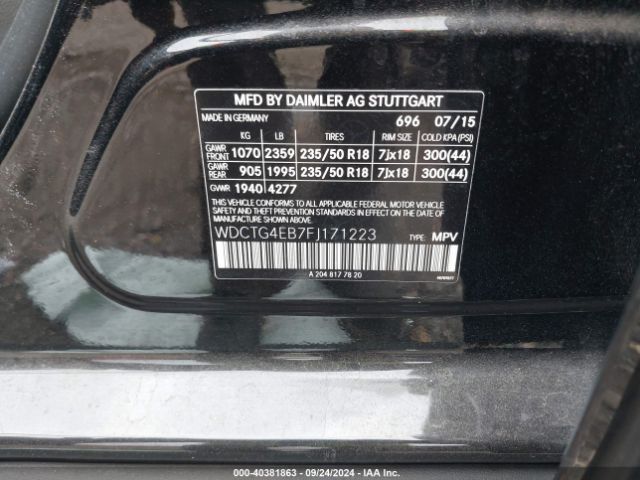 MFD BY DAIMLER AG STUTTGART
MADE IN GERMANY 696 07/15
KG LB TIRES RIM SIZE COLD KPA (PSI)
GAWR FRONT 1070 2359 235/50 R18 7jx18 300(44)
GAWR REAR 905 1995 235/50 R18 7jx18 300(44)
GVWR 1940 4277
THIS VEHICLE CONFORMS TO ALL APPLICABLE FEDERAL MOTOR VEHICLE
SAFETY, BUMPER, AND THEFT PREVENTION STANDARDS IN EFFECT ON
THE DATE OF MANUFACTURE SHOWN ABOVE.
WDCTG4EB7FJ171223 TYPE: MPV
A 204 817 78 20
00-40381863 - 09/24/2024 - IAA Inc.